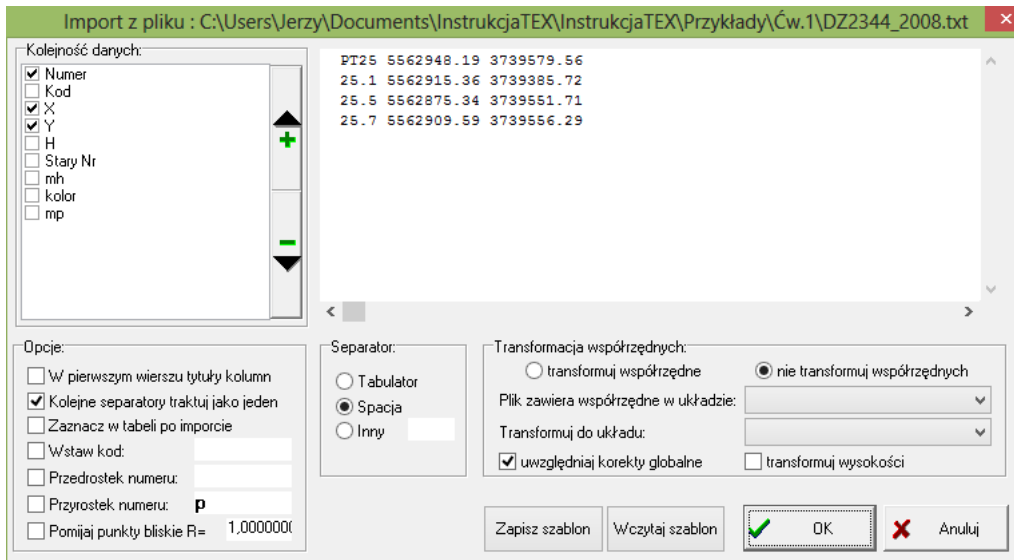 Import z pliku : C:\Users\Jerzy\Documents\InstrukcjaTEX\InstrukcjaTEX\Przykłady\Ćw.1\DZ2344_2008.txt
Kolejność danych:
Numer
Kod
X
Y
H
Stary Nr
mh
kolor
mp
PT25 5562948.19 3739579.56
25.1 5562915.36 3739385.72
25.5 5562875.34 3739551.71
25.7 5562909.59 3739556.29
Opcje:
W pierwszym wierszu tytuły kolumn
Kolejne separatory traktuj jako jeden
Zaznacz w tabeli po imporcie
Wstaw kod:
Przedrostek numeru:
Przyrostek numeru: p
Pomijaj punkty bliskie R= 1,0000000
Separator:
Tabulator
Spacja
Inny
Transformacja współrzędnych:
transformuj współrzędne nie transformuj współrzędnych
Plik zawiera współrzędne w układzie:
Transformuj do układu:
uwzględniaj korekty globalne transformuj wysokości
Zapisz szablon Wczytaj szablon OK Anuluj